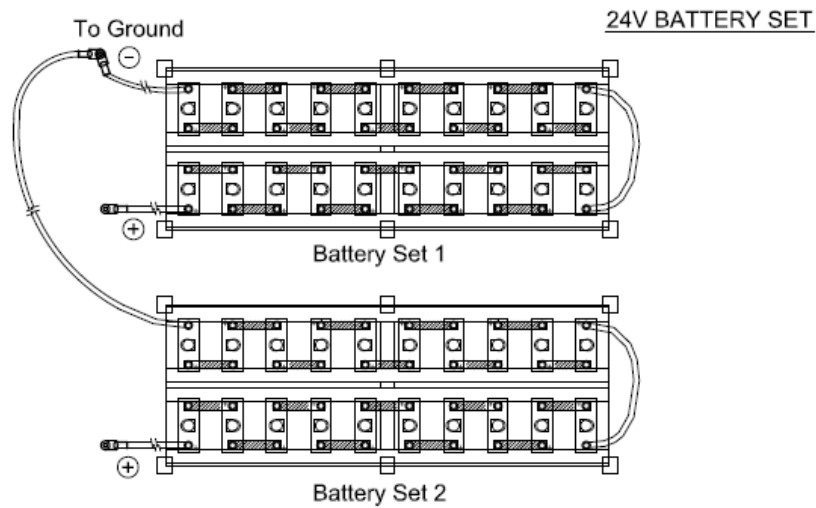 24V BATTERY SET
To Ground
−
+
Battery Set 1
+
Battery Set 2